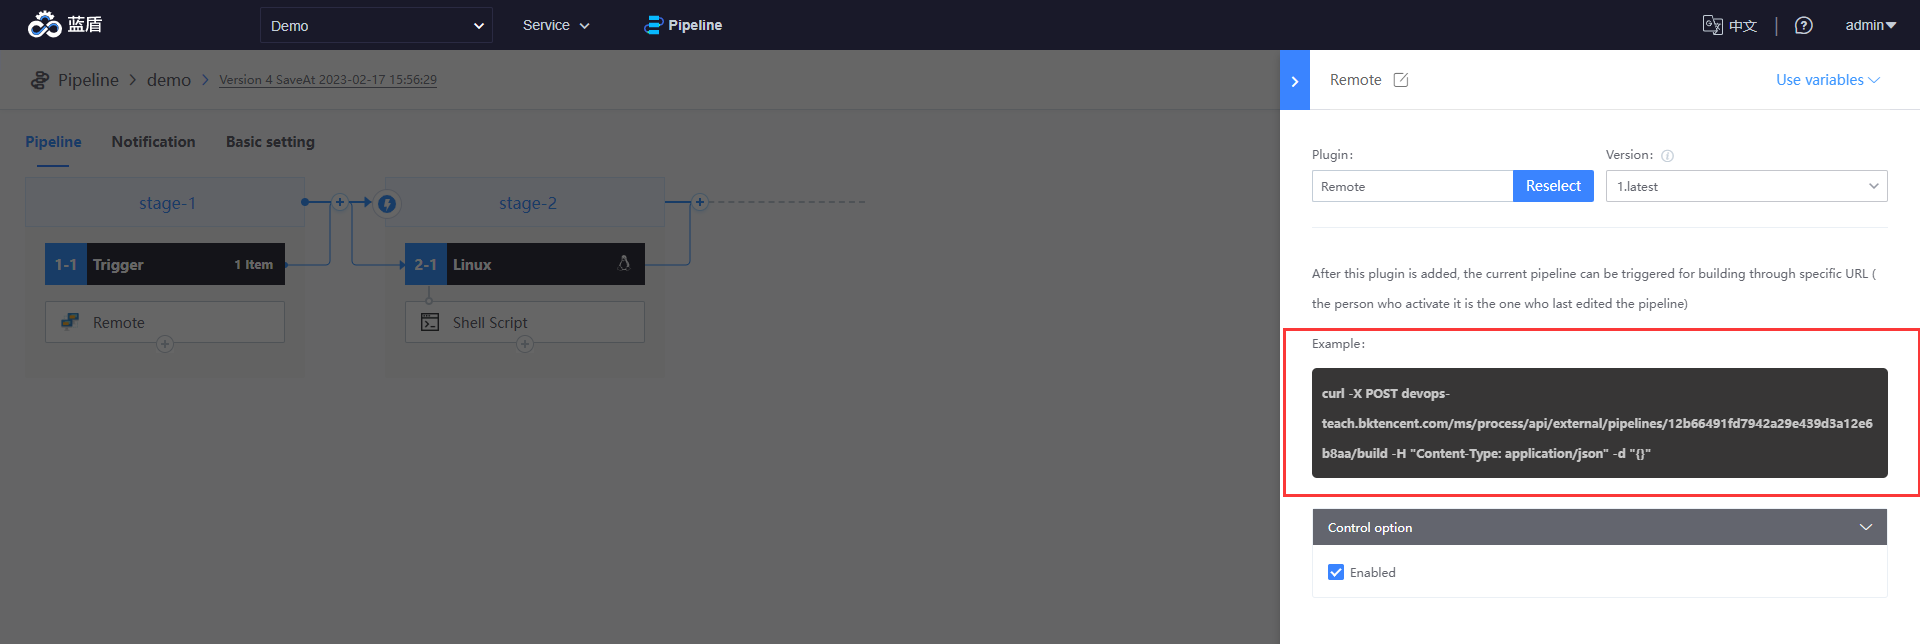 蓝盾
Demo
Service
Pipeline
中文
admin
Pipeline
demo
Version 4 SaveAt 2023-02-17 15:56:29
Pipeline
Notification
Basic setting
stage-1
stage-2
1-1
Trigger
1 Item
2-1
Linux
Remote
Shell Script
Remote
Use variables
Plugin:
Version:
Remote
Reselect
1.latest
After this plugin is added, the current pipeline can be triggered for building through specific URL (
the person who activate it is the one who last edited the pipeline)
Example:
curl -X POST devops-
teach.bktencent.com/ms/process/api/external/pipelines/12b66491fd7942a29e439d3a12e6
b8aa/build -H "Content-Type: application/json" -d "{}"
Control option
Enabled